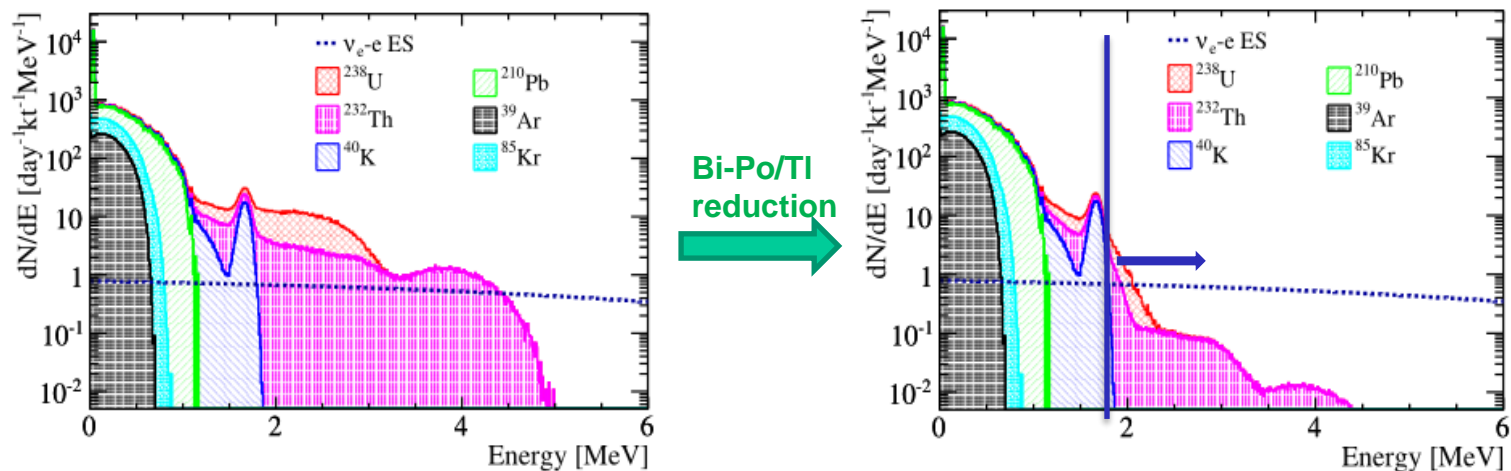 dN/dE [day⁻¹kt⁻¹MeV⁻¹]
10⁴
10³
10²
10
1
10⁻¹
10⁻²
νₑ-e ES
²³⁸U
²¹⁰Pb
²³²Th
³⁹Ar
⁴⁰K
⁸⁵Kr
0
2
4
6
Energy [MeV]
Bi-Po/Tl
reduction
dN/dE [day⁻¹kt⁻¹MeV⁻¹]
10⁴
10³
10²
10
1
10⁻¹
10⁻²
νₑ-e ES
²³⁸U
²¹⁰Pb
²³²Th
³⁹Ar
⁴⁰K
⁸⁵Kr
0
2
4
6
Energy [MeV]